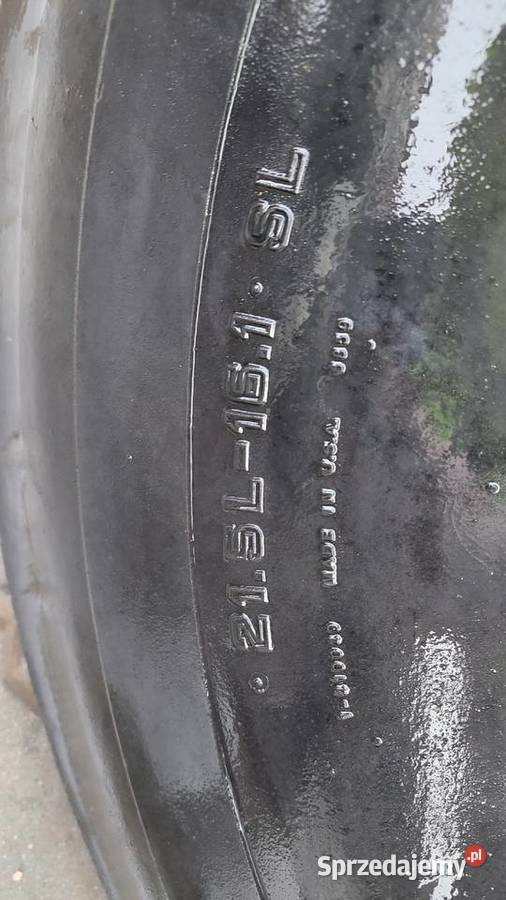 · 21.5L-16.1 · SL
MADE IN U.S.A.
Sprzedajemy.pl